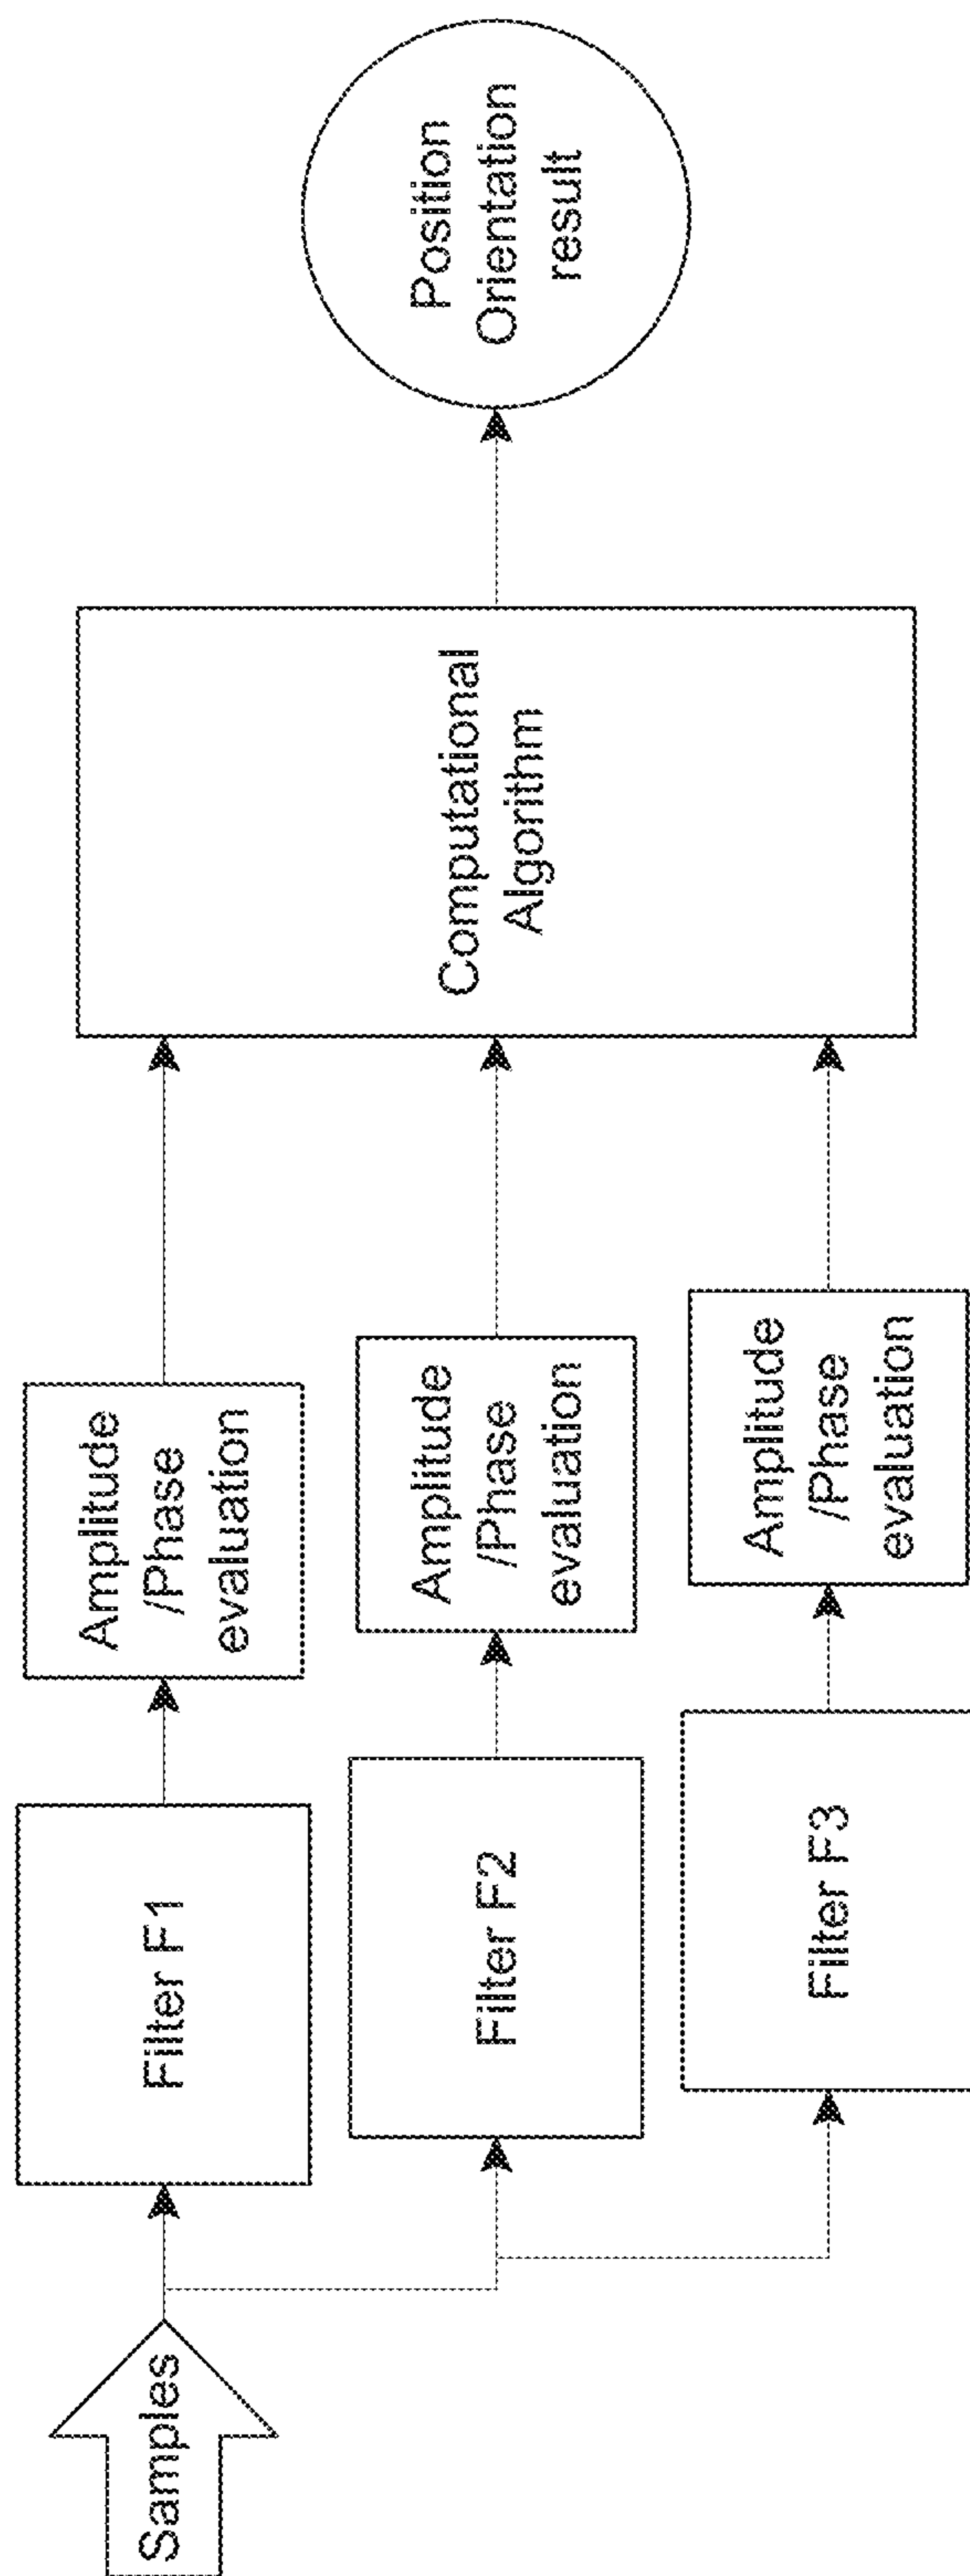 Samples
Filter F1
Filter F2
Filter F3
Amplitude
/Phase
evaluation
Amplitude
/Phase
evaluation
Amplitude
/Phase
evaluation
Computational
Algorithm
Position
Orientation
result